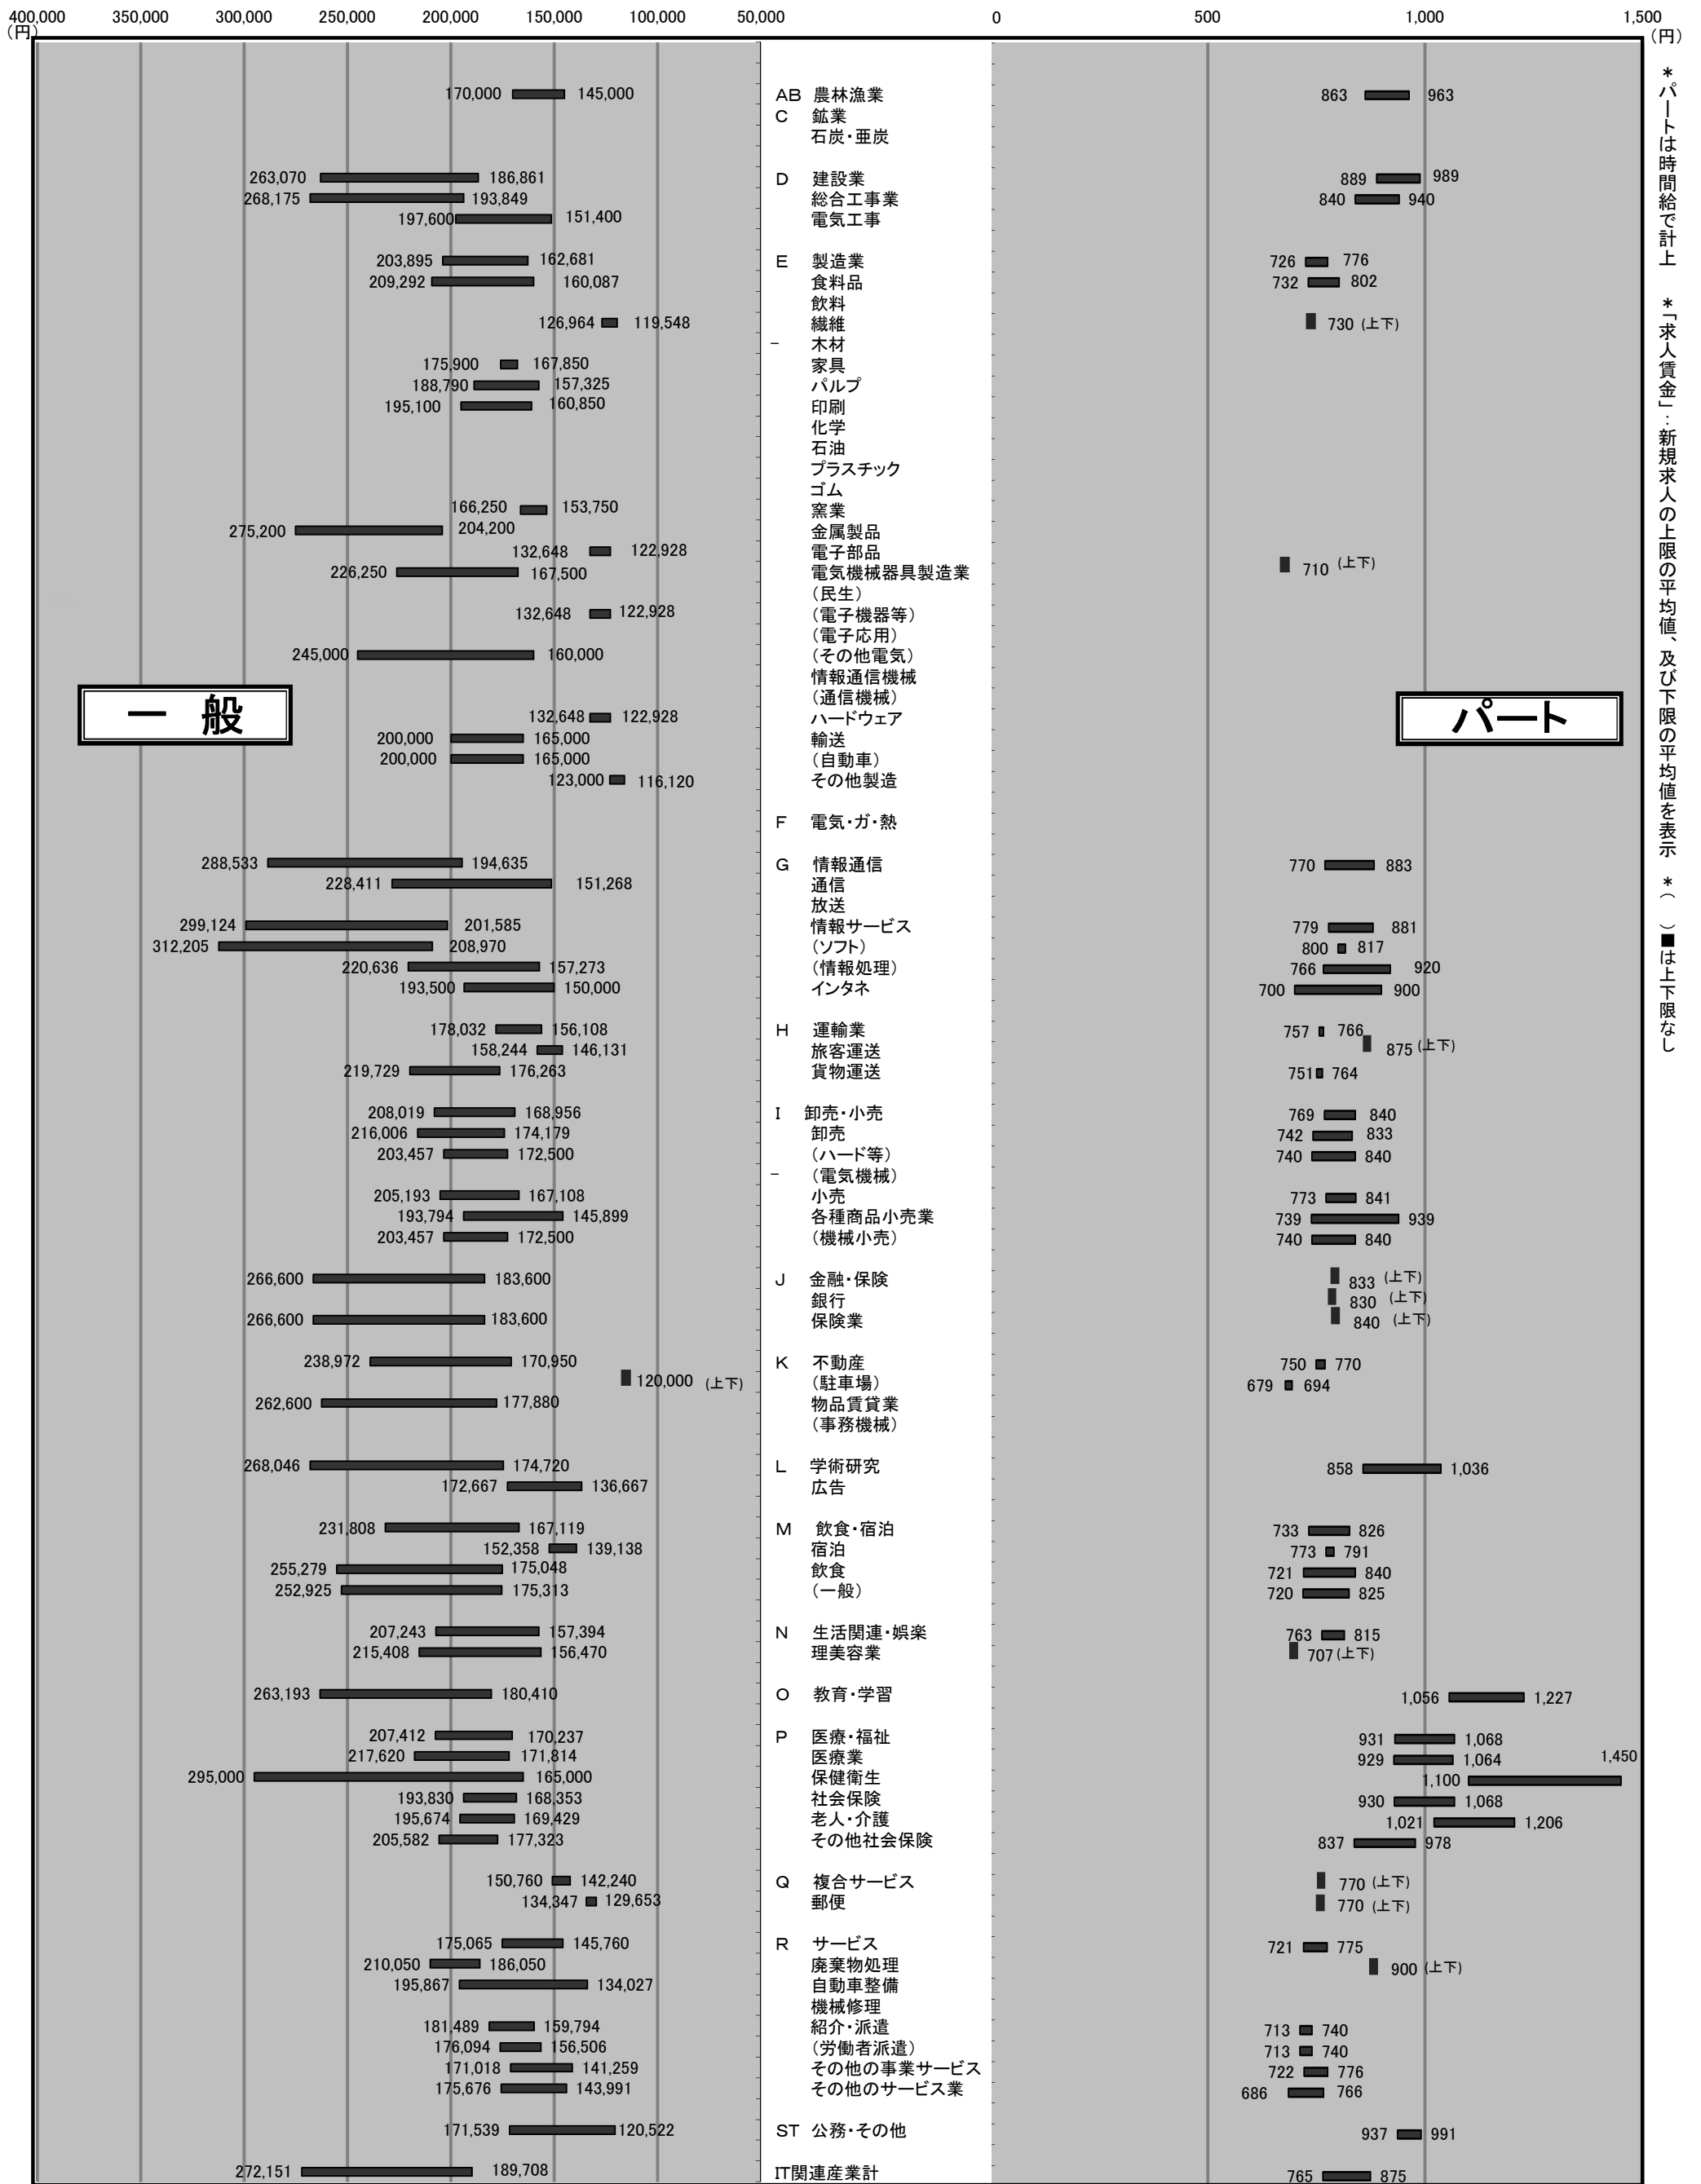 400,000 350,000 300,000 250,000 200,000 150,000 100,000 50,000 0 500 1,000 1,500
(円) (円)
170,000 145,000 AB 農林漁業 863 963
C 鉱業
石炭・亜炭
263,070 186,861 D 建設業 889 989
268,175 193,849 総合工事業 840 940
197,600 151,400 電気工事
203,895 162,681 E 製造業 726 776
209,292 160,087 食料品 732 802
飲料
126,964 119,548 繊維 730 (上下)
- 木材
175,900 167,850 家具
188,790 157,325 パルプ
195,100 160,850 印刷
化学
石油
プラスチック
ゴム
166,250 153,750 窯業
275,200 204,200 金属製品
132,648 122,928 電子部品
226,250 167,500 電気機械器具製造業 710 (上下)
(民生)
132,648 122,928 (電子機器等)
(電子応用)
245,000 160,000 (その他電気)
情報通信機械
(通信機械)
一 般 パート
132,648 122,928 ハードウェア
200,000 165,000 輸送
200,000 165,000 (自動車)
123,000 116,120 その他製造
F 電気・ガ・熱
288,533 194,635 G 情報通信 770 883
228,411 151,268 通信
放送
299,124 201,585 情報サービス 779 881
312,205 208,970 (ソフト) 800 817
220,636 157,273 (情報処理) 766 920
193,500 150,000 インタネ 700 900
178,032 156,108 H 運輸業 757 766
158,244 146,131 旅客運送 875 (上下)
219,729 176,263 貨物運送 751 764
208,019 168,956 I 卸売・小売 769 840
216,006 174,179 卸売 742 833
203,457 172,500 (ハード等) 740 840
- (電気機械)
205,193 167,108 小売 773 841
193,794 145,899 各種商品小売業 739 939
203,457 172,500 (機械小売) 740 840
266,600 183,600 J 金融・保険 833 (上下)
銀行 830 (上下)
266,600 183,600 保険業 840 (上下)
238,972 170,950 K 不動産 750 770
120,000 (上下) (駐車場) 679 694
262,600 177,880 物品賃貸業
(事務機械)
268,046 174,720 L 学術研究 858 1,036
172,667 136,667 広告
231,808 167,119 M 飲食・宿泊 733 826
152,358 139,138 宿泊 773 791
255,279 175,048 飲食 721 840
252,925 175,313 (一般) 720 825
207,243 157,394 N 生活関連・娯楽 763 815
215,408 156,470 理美容業 707 (上下)
263,193 180,410 O 教育・学習 1,056 1,227
207,412 170,237 P 医療・福祉 931 1,068
217,620 171,814 医療業 929 1,064
295,000 165,000 保健衛生 1,100 1,450
193,830 168,353 社会保険 930 1,068
195,674 169,429 老人・介護 1,021 1,206
205,582 177,323 その他社会保険 837 978
150,760 142,240 Q 複合サービス 770 (上下)
134,347 129,653 郵便 770 (上下)
175,065 145,760 R サービス 721 775
210,050 186,050 廃棄物処理 900 (上下)
195,867 134,027 自動車整備
機械修理
181,489 159,794 紹介・派遣 713 740
176,094 156,506 (労働者派遣) 713 740
171,018 141,259 その他の事業サービス 722 776
175,676 143,991 その他のサービス業 686 766
171,539 120,522 ST 公務・その他 937 991
272,151 189,708 IT関連産業計 765 875
*パートは時間給で計上 *「求人賃金」:新規求人の上限の平均値、及び下限の平均値を表示 *( )■は上下限なし